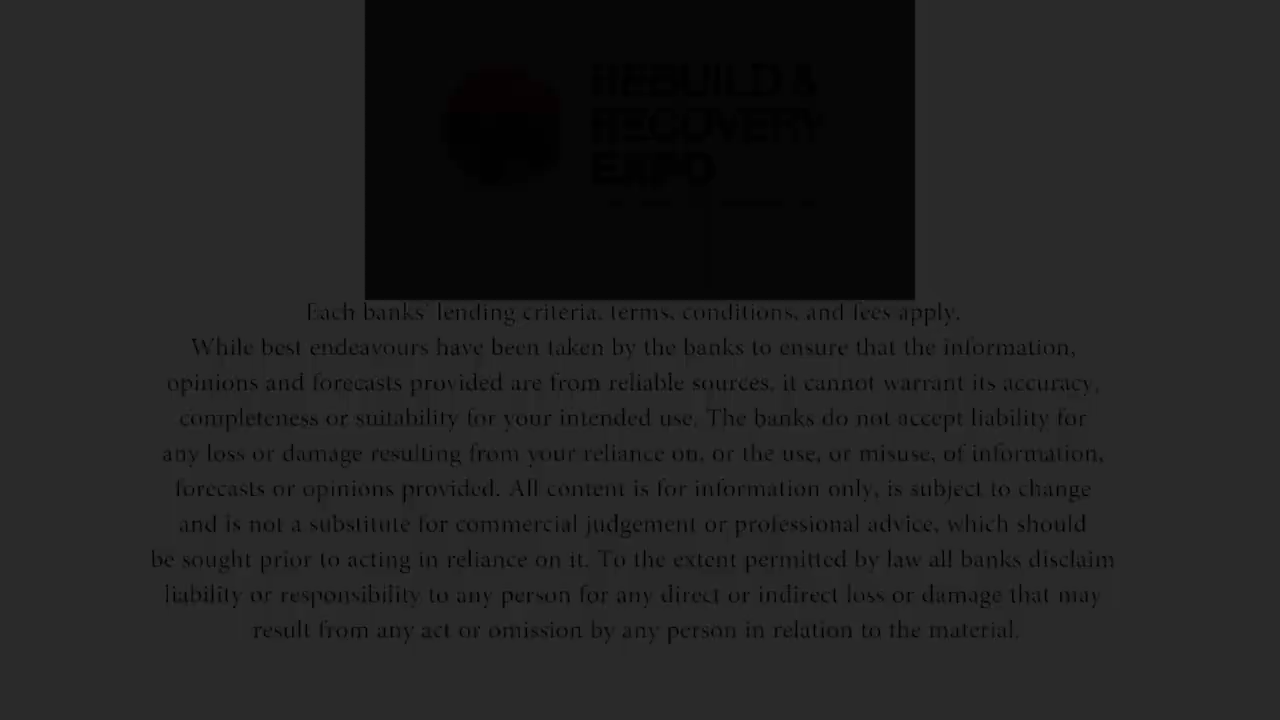 REBUILD &
RECOVERY
EXPO
Each banks' lending criteria, terms, conditions, and fees apply.
While best endeavours have been taken by the banks to ensure that the information,
opinions and forecasts provided are from reliable sources, it cannot warrant its accuracy,
completeness or suitability for your intended use. The banks do not accept liability for
any loss or damage resulting from your reliance on, or the use, or misuse, of information,
forecasts or opinions provided. All content is for information only, is subject to change
and is not a substitute for commercial judgement or professional advice, which should
be sought prior to acting in reliance on it. To the extent permitted by law all banks disclaim
liability or responsibility to any person for any direct or indirect loss or damage that may
result from any act or omission by any person in relation to the material.